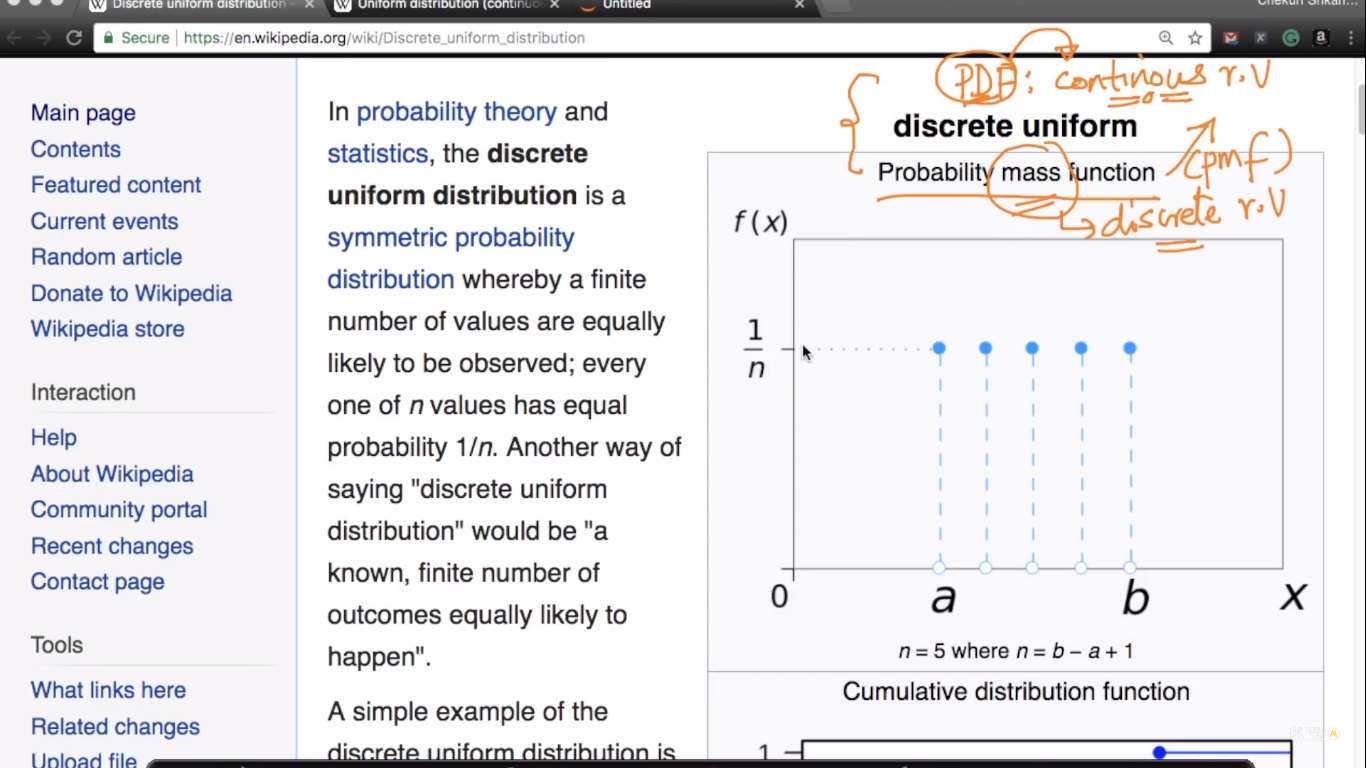 Discrete uniform distribution -
Uniform distribution (continuo
Untitled
Secure
https://en.wikipedia.org/wiki/Discrete_uniform_distribution
Main page
Contents
Featured content
Current events
Random article
Donate to Wikipedia
Wikipedia store
Interaction
Help
About Wikipedia
Community portal
Recent changes
Contact page
Tools
What links here
Related changes
Upload file
In probability theory and
statistics, the discrete
uniform distribution is a
symmetric probability
distribution whereby a finite
number of values are equally
likely to be observed; every
one of n values has equal
probability 1/n. Another way of
saying "discrete uniform
distribution" would be "a
known, finite number of
outcomes equally likely to
happen".
A simple example of the
discrete uniform distribution is
PDF : continous r.V
discrete uniform
Probability mass function
(pmf)
discrete r.V
f(x)
1
n
0 a b x
n = 5 where n = b − a + 1
Cumulative distribution function
1